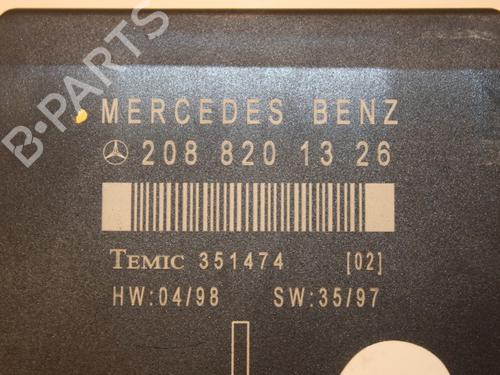 B-PARTS
MERCEDES BENZ
208 820 13 26
TEMIC 351474 [02]
HW:04/98 SW:35/97